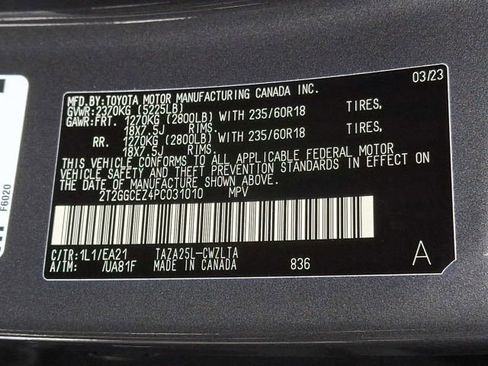 MFD.BY: TOYOTA MOTOR MANUFACTURING CANADA INC. 03/23
GVWR:2370KG (5225LB)
GAWR:FRT. 1270KG (2800LB) WITH 235/60R18 TIRES,
18X7.5J RIMS.
RR. 1270KG (2800LB) WITH 235/60R18 TIRES,
18X7.5J RIMS.
THIS VEHICLE CONFORMS TO ALL APPLICABLE FEDERAL MOTOR
VEHICLE SAFETY AND THEFT PREVENTION STANDARDS IN EFFECT ON
THE DATE OF MANUFACTURE SHOWN ABOVE.
2T2GGCEZ4PC031010 MPV
C/TR:1L1/EA21 TAZA25L-CWZLTA
A/TM: /UA81F MADE IN CANADA 836 A
F6020